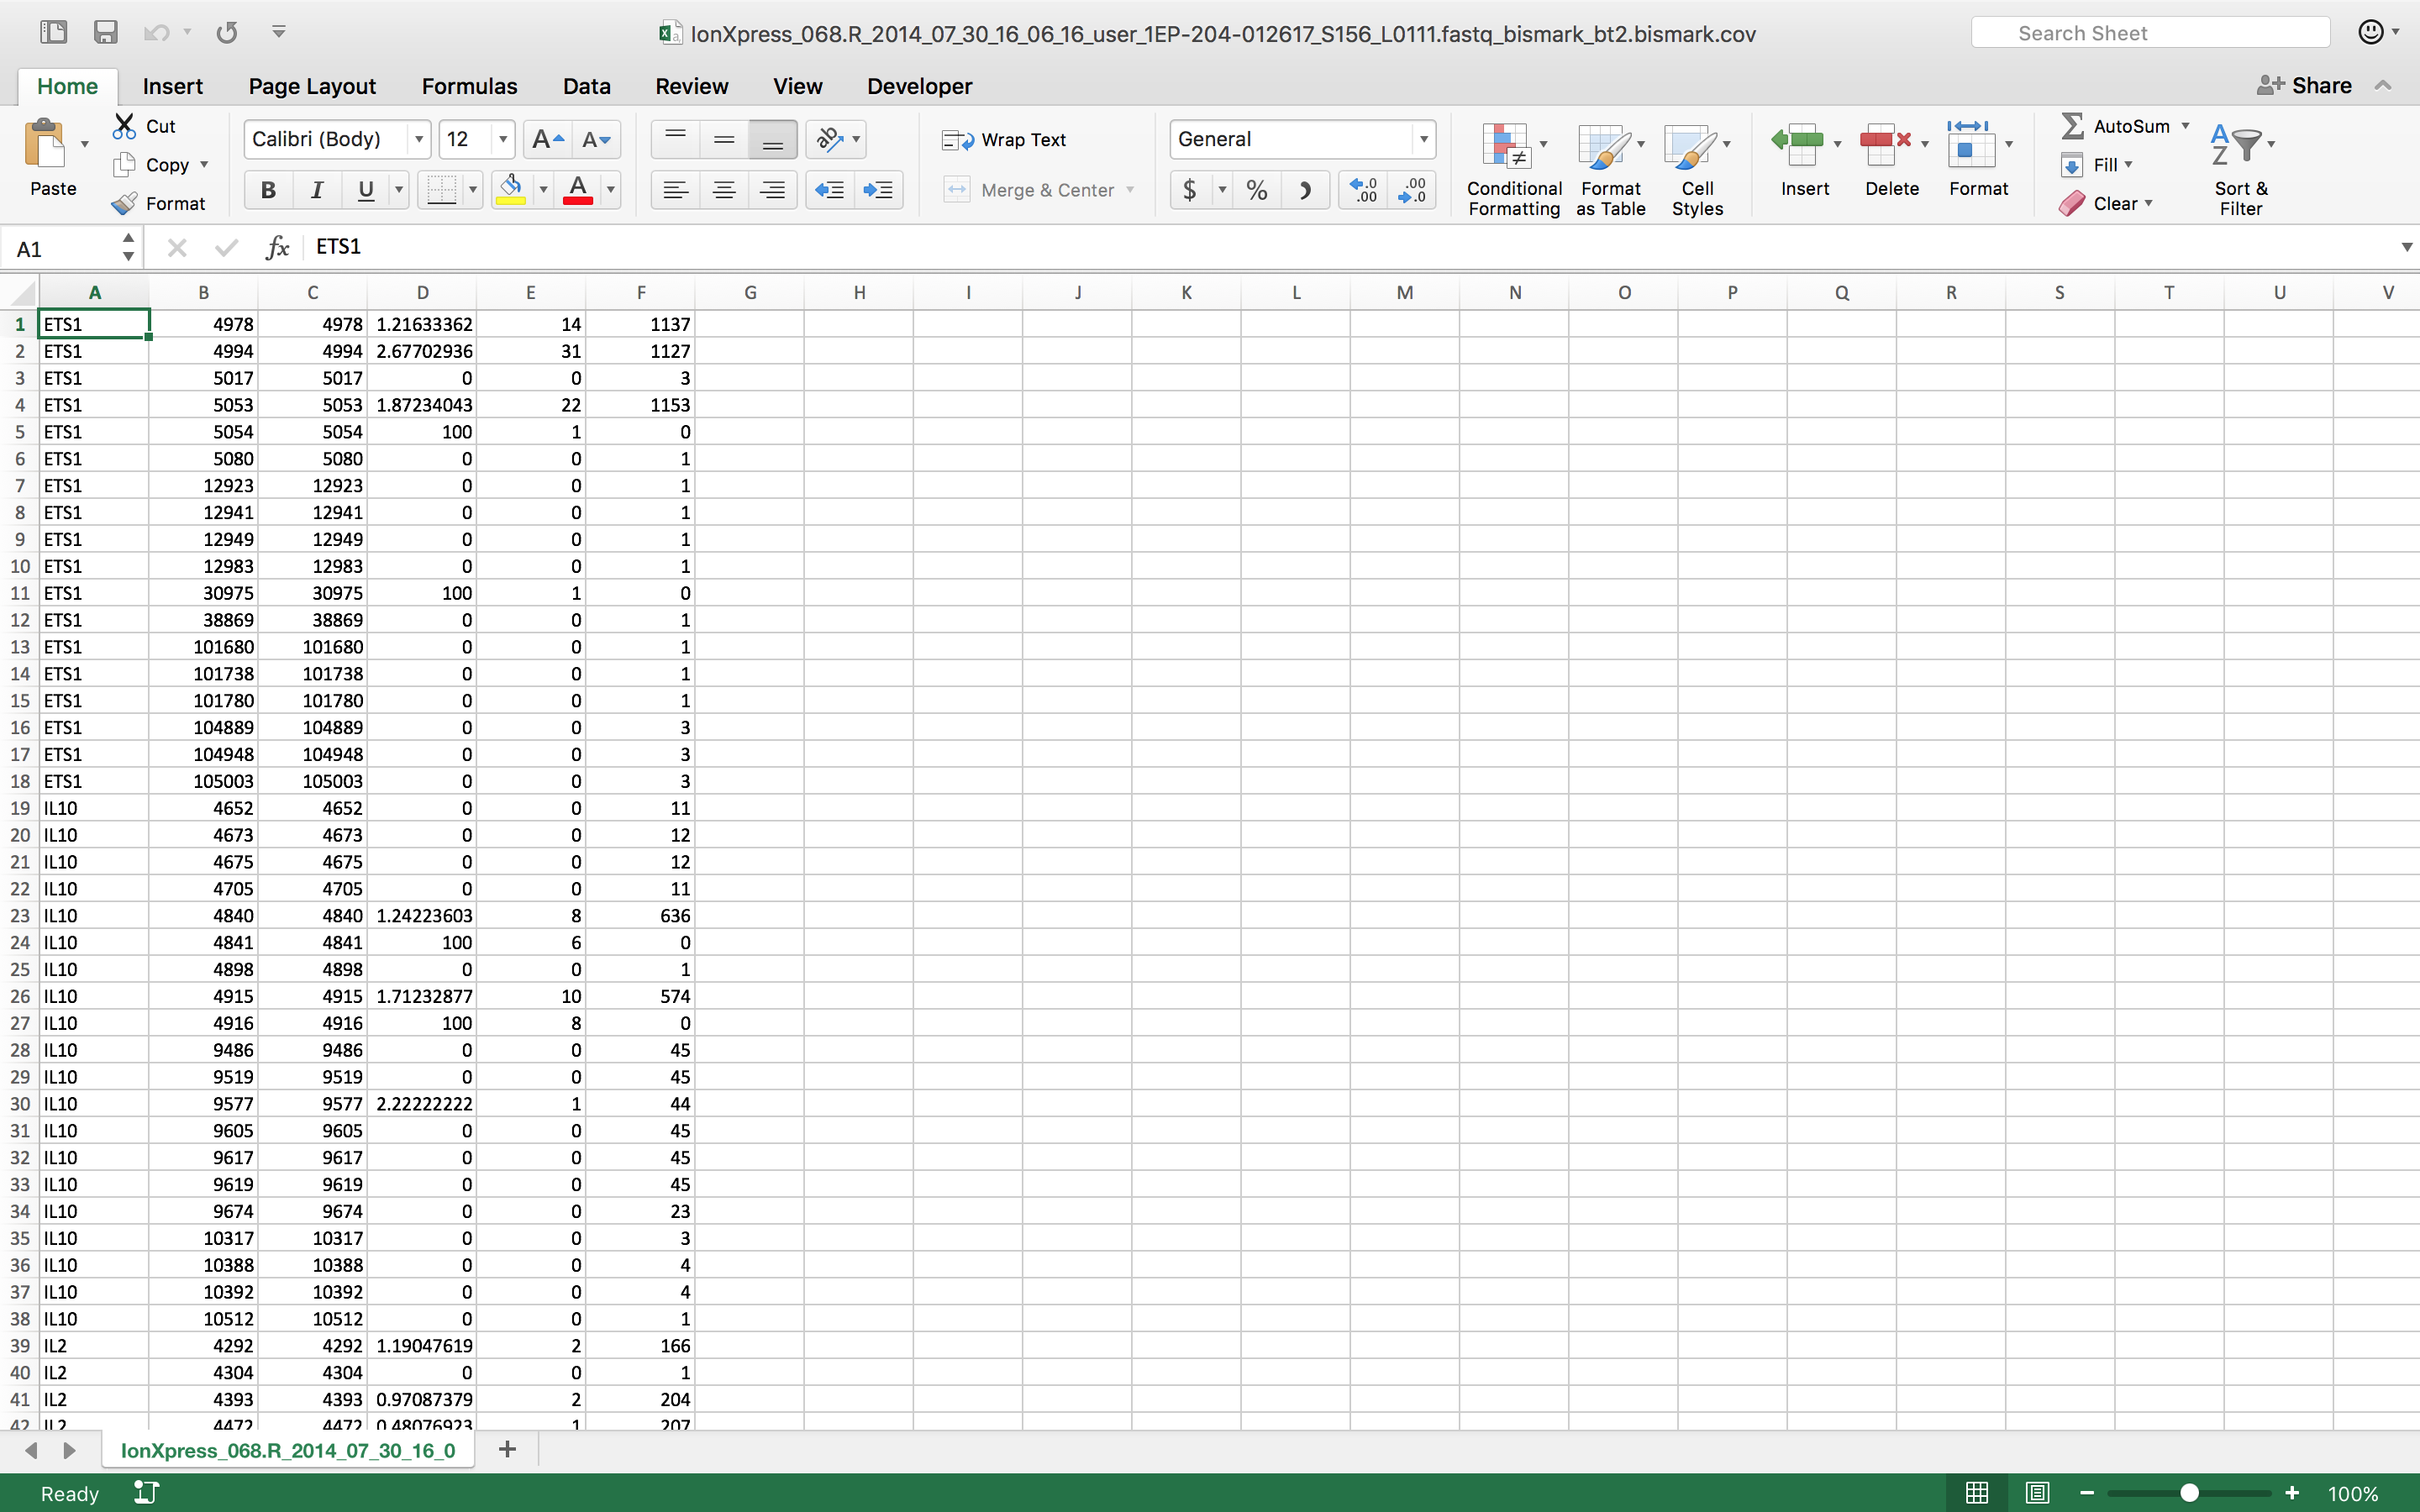 IonXpress_068.R_2014_07_30_16_06_16_user_1EP-204-012617_S156_L0111.fastq_bismark_bt2.bismark.cov
Search Sheet
Home Insert Page Layout Formulas Data Review View Developer Share
Paste Cut Copy Format
Calibri (Body) 12 A A
B I U A
Wrap Text
Merge & Center
General
$ % .0 .00 .00 .0
Conditional Formatting
Format as Table
Cell Styles
Insert Delete Format
AutoSum
Fill
Clear
A Z
Sort & Filter
A1 fx ETS1
A B C D E F G H I J K L M N O P Q R S T U V
1 ETS1 4978 4978 1.21633362 14 1137
2 ETS1 4994 4994 2.67702936 31 1127
3 ETS1 5017 5017 0 0 3
4 ETS1 5053 5053 1.87234043 22 1153
5 ETS1 5054 5054 100 1 0
6 ETS1 5080 5080 0 0 1
7 ETS1 12923 12923 0 0 1
8 ETS1 12941 12941 0 0 1
9 ETS1 12949 12949 0 0 1
10 ETS1 12983 12983 0 0 1
11 ETS1 30975 30975 100 1 0
12 ETS1 38869 38869 0 0 1
13 ETS1 101680 101680 0 0 1
14 ETS1 101738 101738 0 0 1
15 ETS1 101780 101780 0 0 1
16 ETS1 104889 104889 0 0 3
17 ETS1 104948 104948 0 0 3
18 ETS1 105003 105003 0 0 3
19 IL10 4652 4652 0 0 11
20 IL10 4673 4673 0 0 12
21 IL10 4675 4675 0 0 12
22 IL10 4705 4705 0 0 11
23 IL10 4840 4840 1.24223603 8 636
24 IL10 4841 4841 100 6 0
25 IL10 4898 4898 0 0 1
26 IL10 4915 4915 1.71232877 10 574
27 IL10 4916 4916 100 8 0
28 IL10 9486 9486 0 0 45
29 IL10 9519 9519 0 0 45
30 IL10 9577 9577 2.22222222 1 44
31 IL10 9605 9605 0 0 45
32 IL10 9617 9617 0 0 45
33 IL10 9619 9619 0 0 45
34 IL10 9674 9674 0 0 23
35 IL10 10317 10317 0 0 3
36 IL10 10388 10388 0 0 4
37 IL10 10392 10392 0 0 4
38 IL10 10512 10512 0 0 1
39 IL2 4292 4292 1.19047619 2 166
40 IL2 4304 4304 0 0 1
41 IL2 4393 4393 0.97087379 2 204
42 IL2 4472 4472 0.48076923 1 207
IonXpress_068.R_2014_07_30_16_0 +
Ready 100%